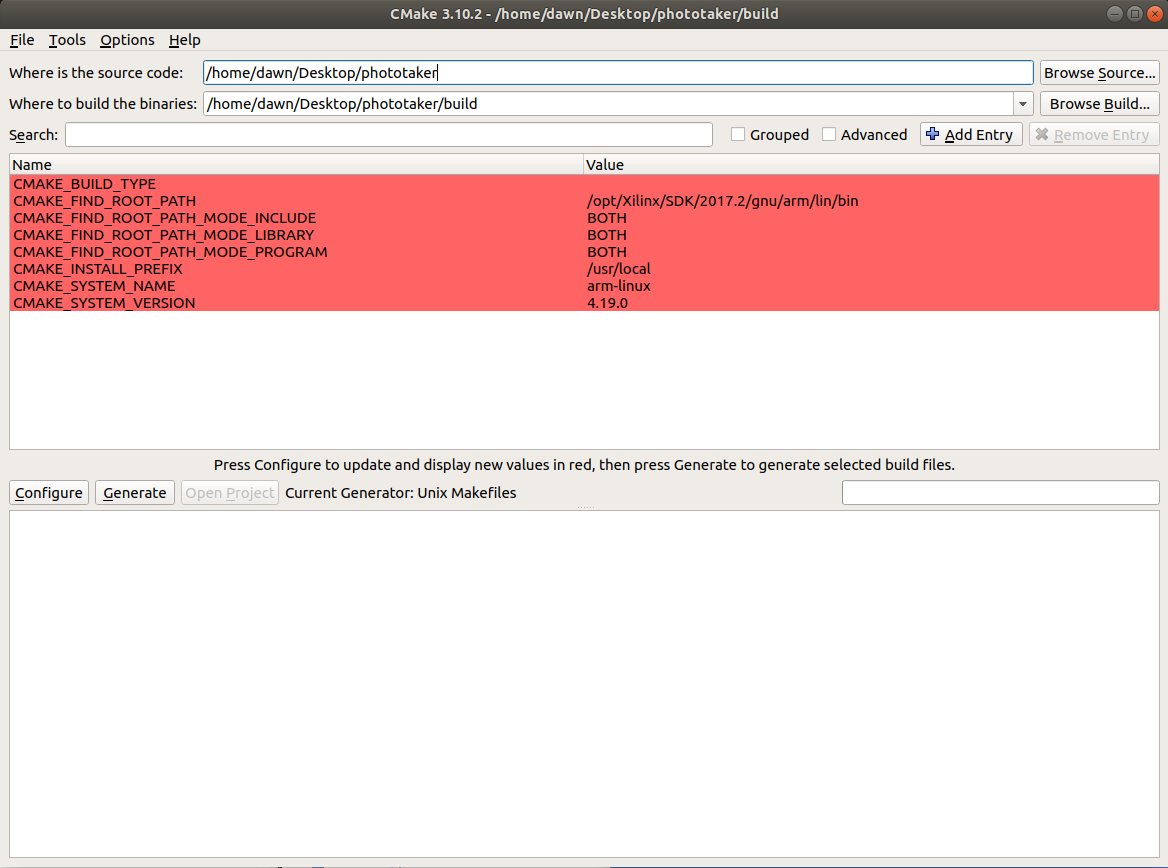 CMake 3.10.2 - /home/dawn/Desktop/phototaker/build
File Tools Options Help
Where is the source code: /home/dawn/Desktop/phototaker Browse Source...
Where to build the binaries: /home/dawn/Desktop/phototaker/build Browse Build...
Search: Grouped Advanced Add Entry Remove Entry
Name Value
CMAKE_BUILD_TYPE
CMAKE_FIND_ROOT_PATH /opt/Xilinx/SDK/2017.2/gnu/arm/lin/bin
CMAKE_FIND_ROOT_PATH_MODE_INCLUDE BOTH
CMAKE_FIND_ROOT_PATH_MODE_LIBRARY BOTH
CMAKE_FIND_ROOT_PATH_MODE_PROGRAM BOTH
CMAKE_INSTALL_PREFIX /usr/local
CMAKE_SYSTEM_NAME arm-linux
CMAKE_SYSTEM_VERSION 4.19.0
Press Configure to update and display new values in red, then press Generate to generate selected build files.
Configure Generate Open Project Current Generator: Unix Makefiles